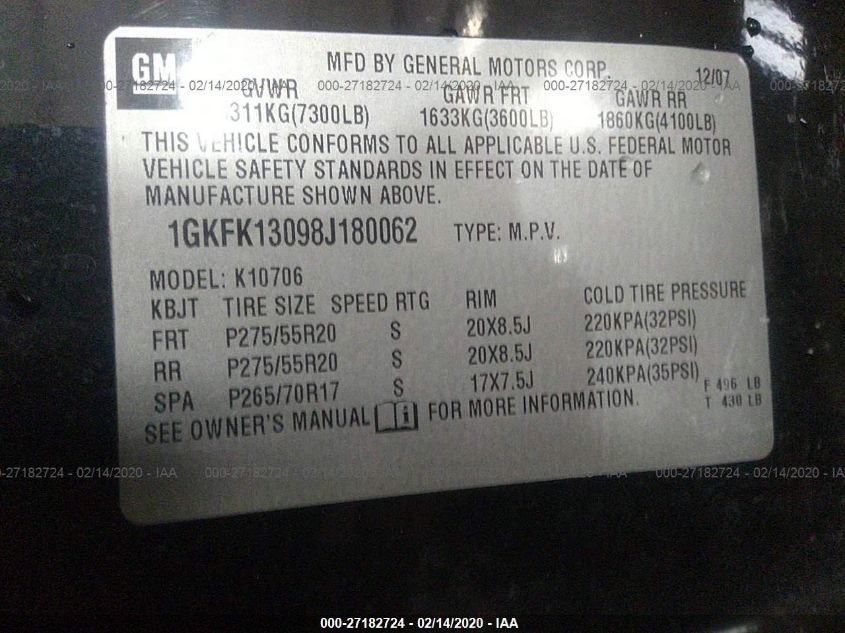 GM
MFD BY GENERAL MOTORS CORP. 12/07
GVWR GAWR FRT GAWR RR
311KG(7300LB) 1633KG(3600LB) 1860KG(4100LB)
THIS VEHICLE CONFORMS TO ALL APPLICABLE U.S. FEDERAL MOTOR
VEHICLE SAFETY STANDARDS IN EFFECT ON THE DATE OF
MANUFACTURE SHOWN ABOVE.
1GKFK13098J180062 TYPE: M.P.V.
MODEL: K10706
KBJT TIRE SIZE SPEED RTG RIM COLD TIRE PRESSURE
FRT P275/55R20 S 20X8.5J 220KPA(32PSI)
RR P275/55R20 S 20X8.5J 220KPA(32PSI)
SPA P265/70R17 S 17X7.5J 240KPA(35PSI) F 496 LB
T 430 LB
SEE OWNER'S MANUAL i FOR MORE INFORMATION.
000-27182724 - 02/14/2020 - IAA